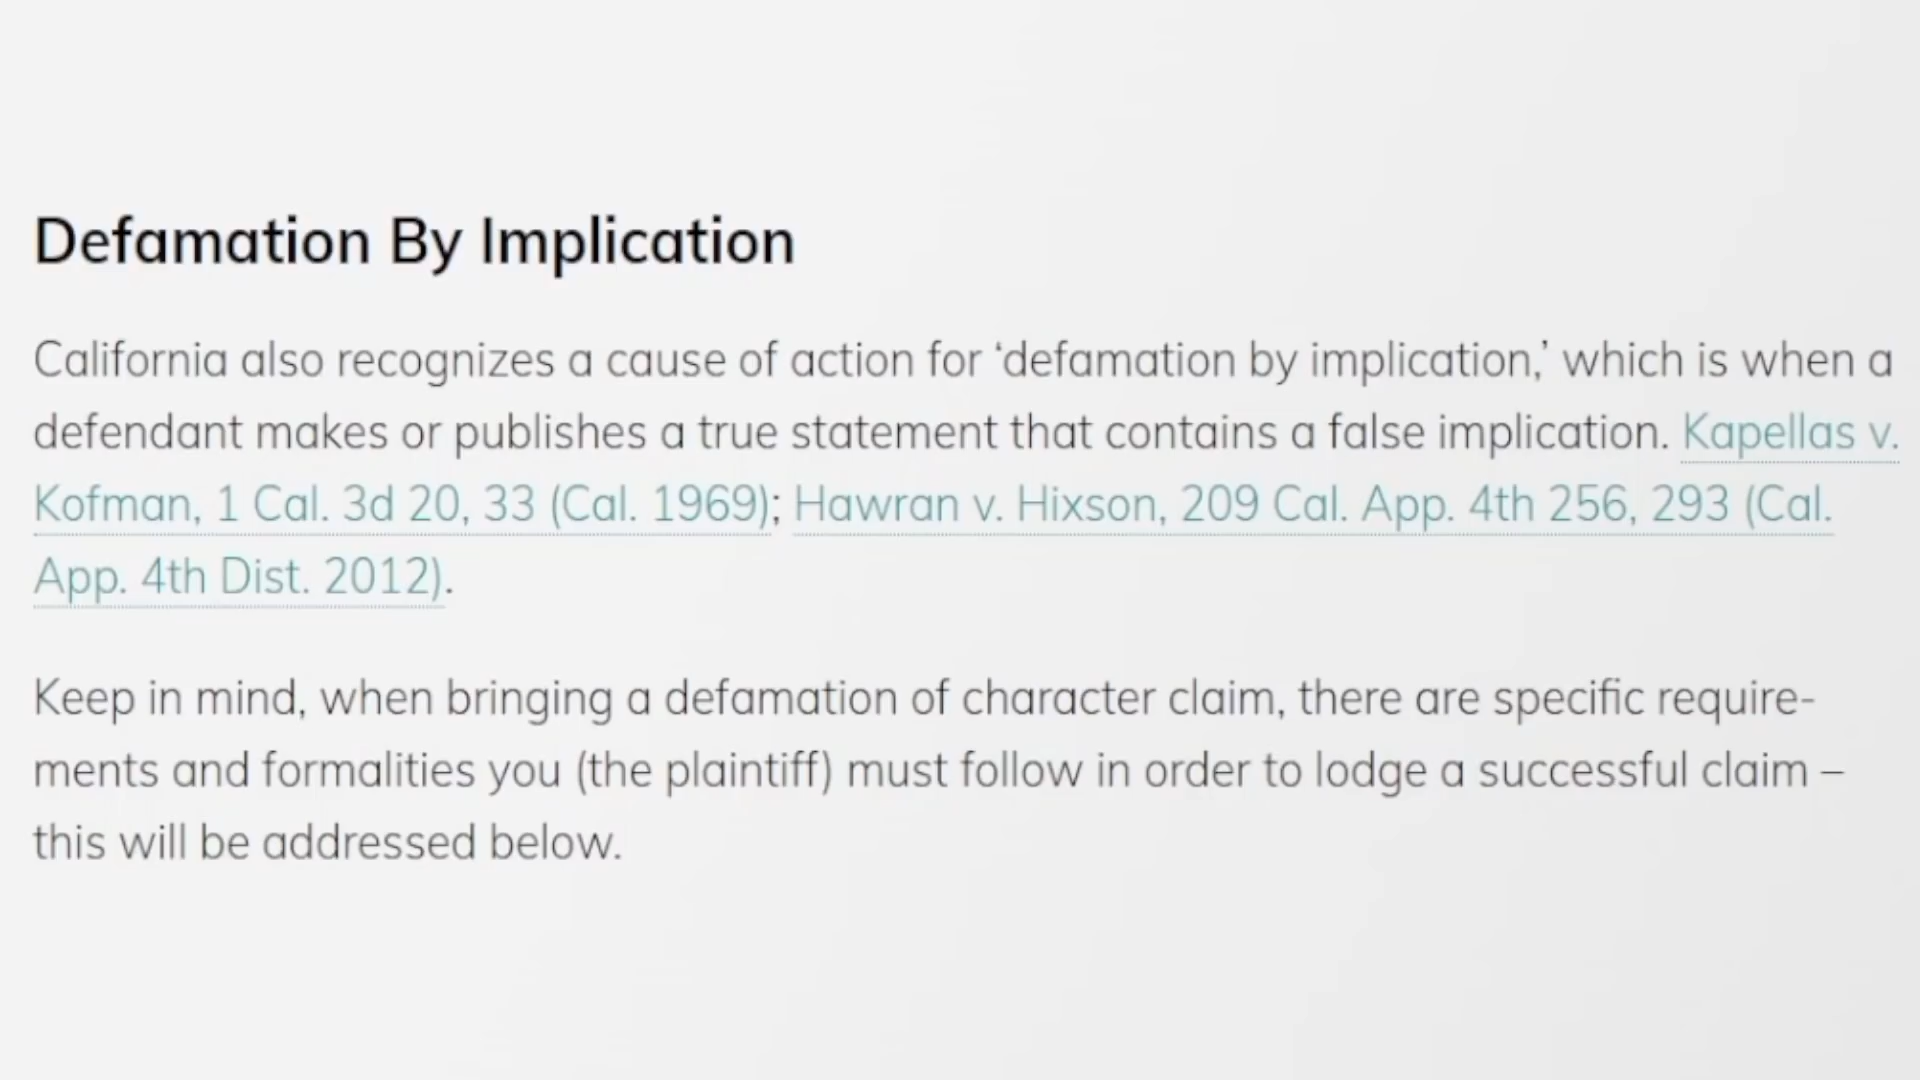 Defamation By Implication
California also recognizes a cause of action for ‘defamation by implication,’ which is when a
defendant makes or publishes a true statement that contains a false implication. Kapellas v.
Kofman, 1 Cal. 3d 20, 33 (Cal. 1969); Hawran v. Hixson, 209 Cal. App. 4th 256, 293 (Cal.
App. 4th Dist. 2012).
Keep in mind, when bringing a defamation of character claim, there are specific require-
ments and formalities you (the plaintiff) must follow in order to lodge a successful claim –
this will be addressed below.